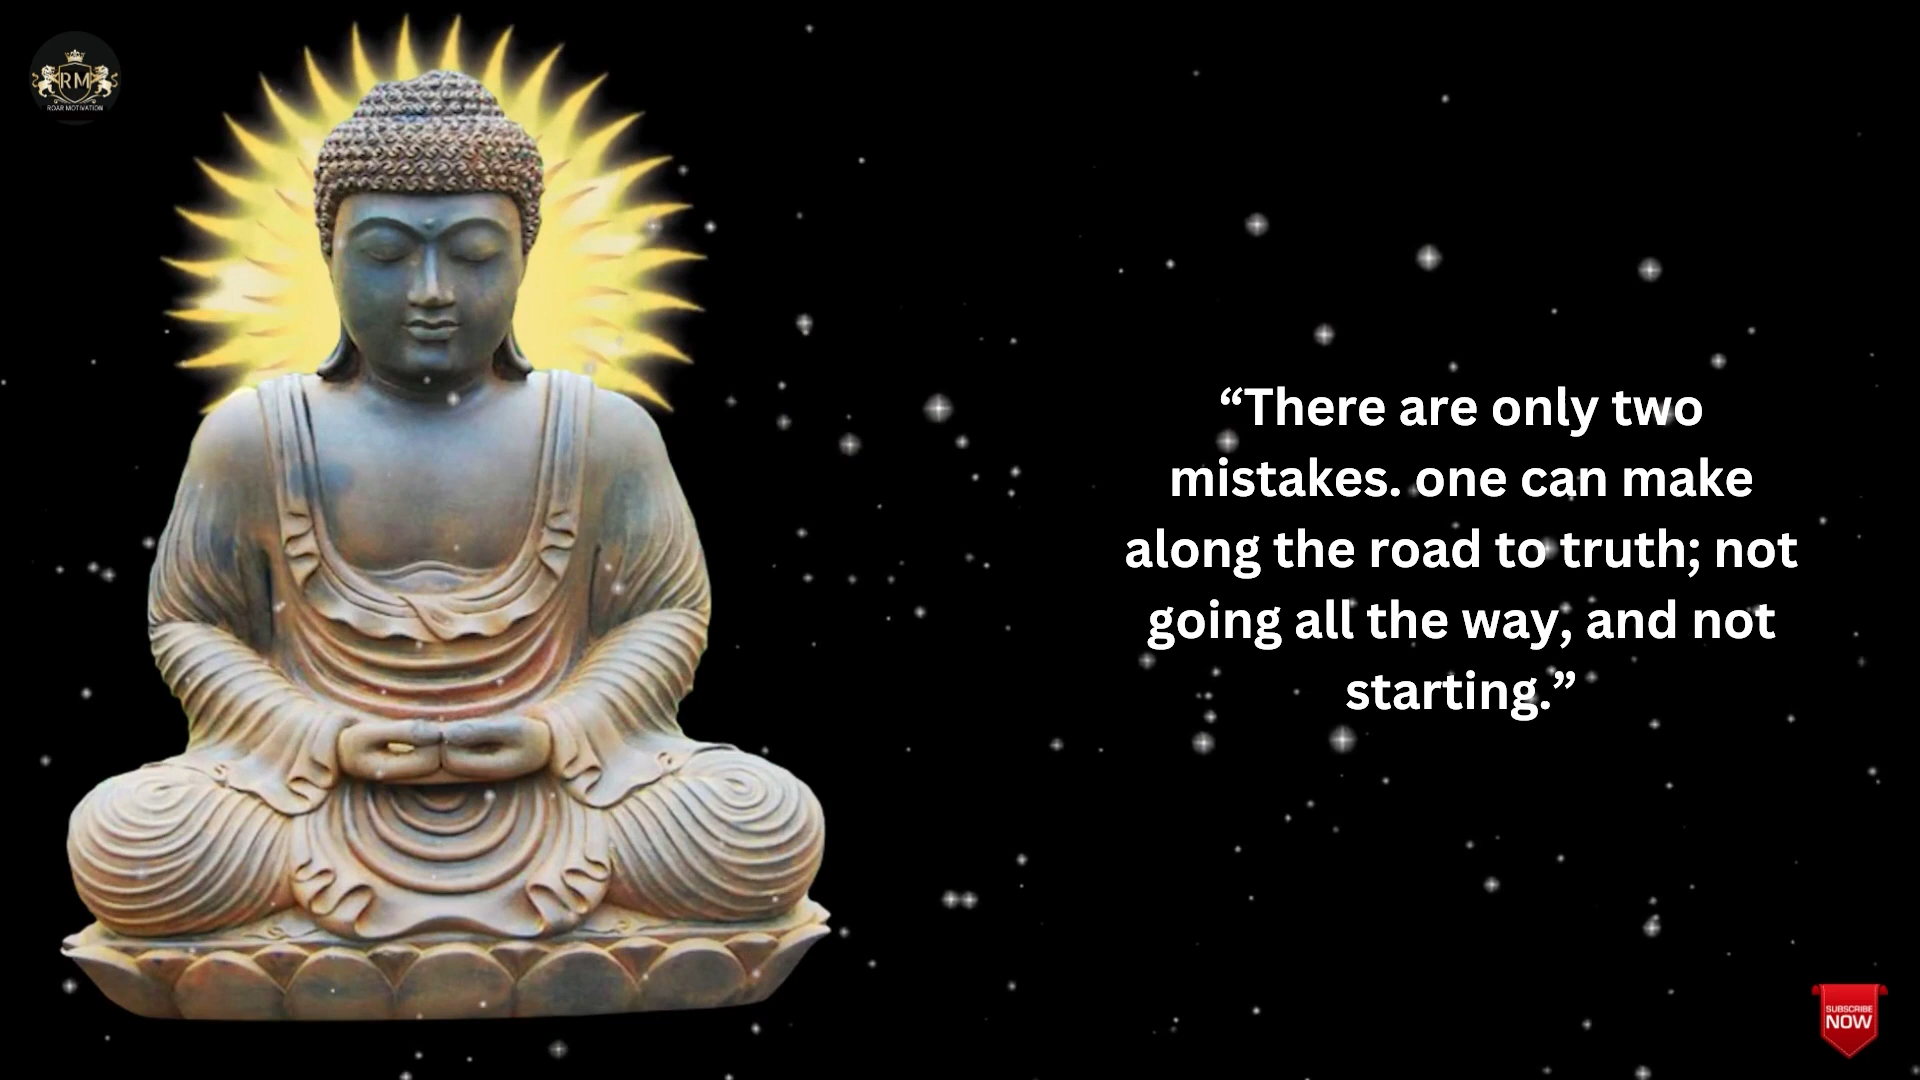 RM
ROAR MOTIVATION
“There are only two
mistakes. one can make
along the road to truth; not
going all the way, and not
starting.”
SUBSCRIBE
NOW